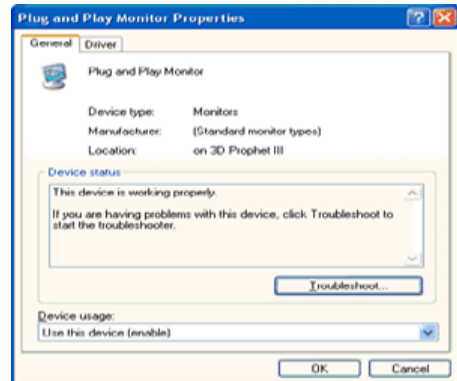 Plug and Play Monitor Properties
General Driver
Plug and Play Monitor
Device type: Monitors
Manufacturer: (Standard monitor types)
Location: on 3D Prophet III
Device status
This device is working properly.
If you are having problems with this device, click Troubleshoot to
start the troubleshooter.
Troubleshoot...
Device usage:
Use this device (enable)
OK Cancel